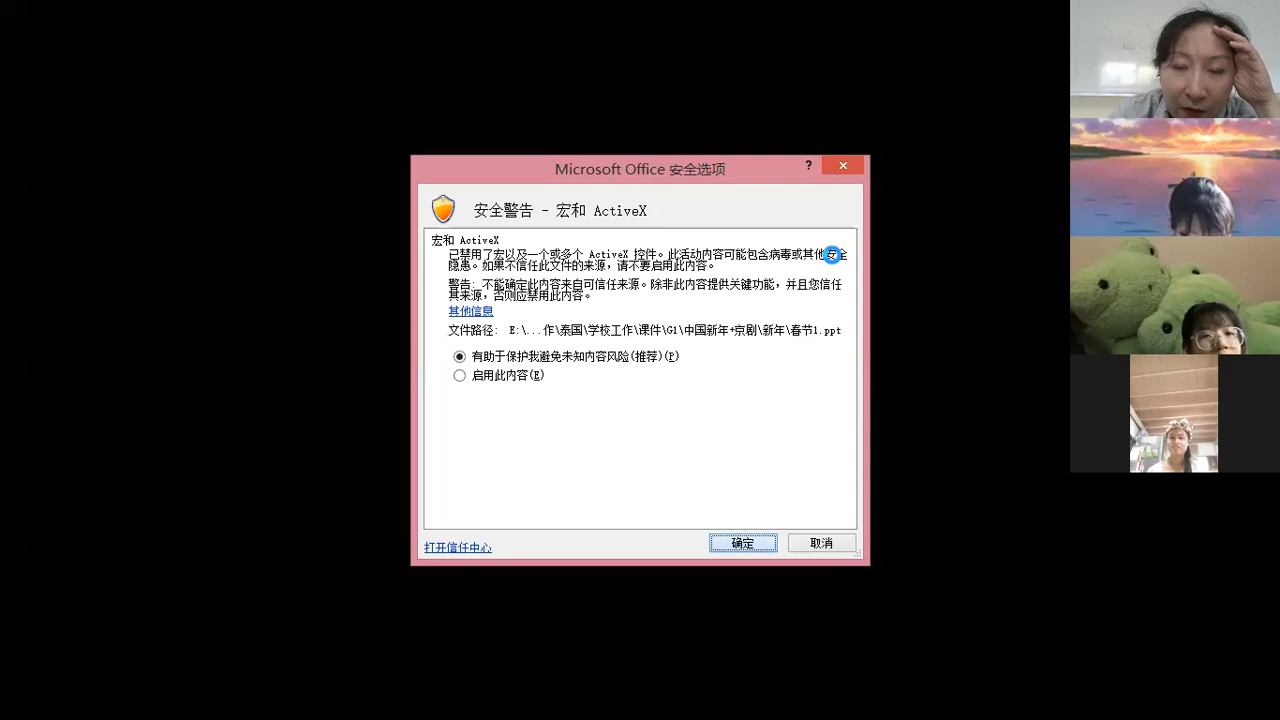 Microsoft Office 安全选项
?
安全警告 - 宏和 ActiveX
宏和 ActiveX
已禁用了宏以及一个或多个 ActiveX 控件。此活动内容可能包含病毒或其他安全
隐患。如果不信任此文件的来源，请不要启用此内容。
警告: 不能确定此内容来自可信任来源。除非此内容提供关键功能，并且您信任
其来源，否则应禁用此内容。
其他信息
文件路径: E:\...作\泰国\学校工作\课件\G1\中国新年+京剧\新年\春节1.ppt
有助于保护我避免未知内容风险(推荐)(P)
启用此内容(E)
打开信任中心
确定
取消